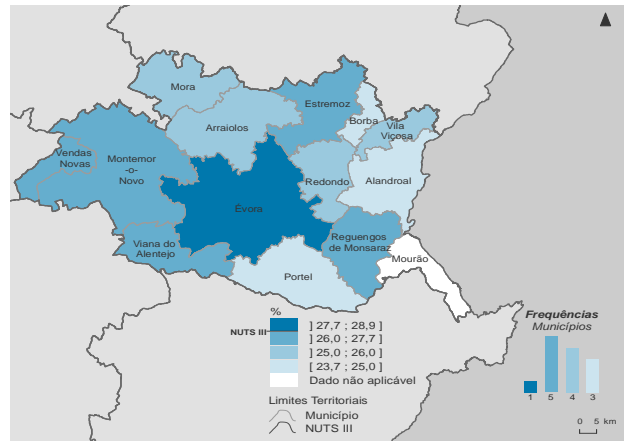 Mora
Estremoz
Borba
Arraiolos
Vila
Viçosa
Vendas
Novas
Montemor
-o-
Novo
Redondo
Alandroal
Évora
Viana do
Alentejo
Reguengos
de Monsaraz
Mourão
Portel
%
NUTS III
] 27,7 ; 28,9 ]
] 26,0 ; 27,7 ]
] 25,0 ; 26,0 ]
[ 23,7 ; 25,0 ]
Dado não aplicável
Limites Territoriais
Município
NUTS III
Frequências
Municípios
1 5 4 3
0 5 km